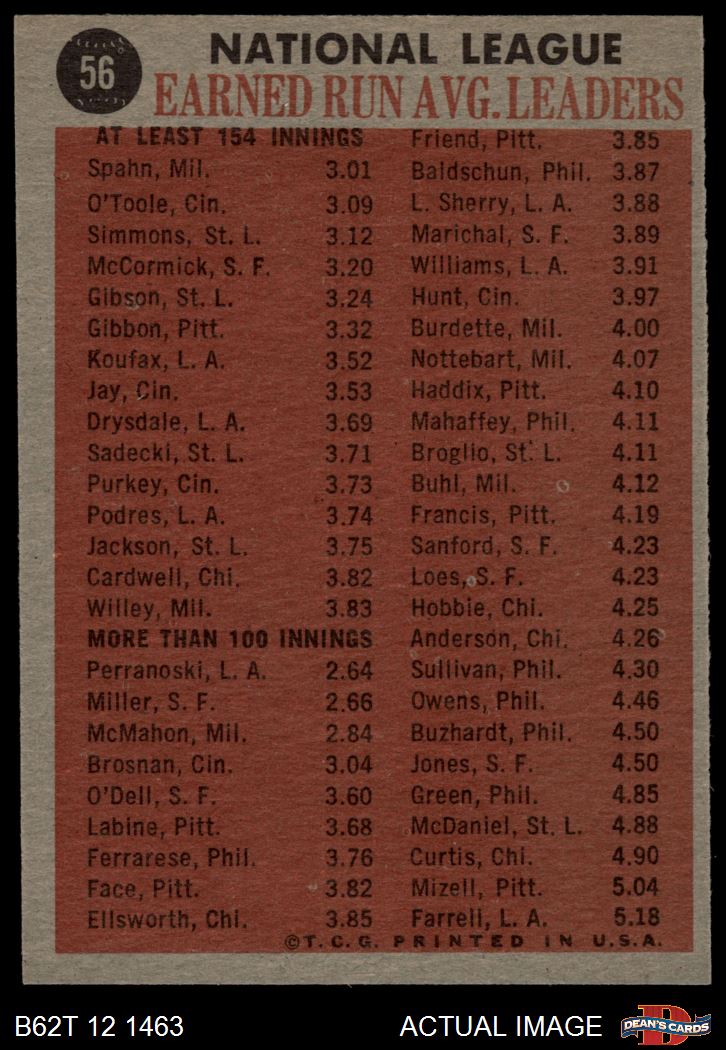 56
NATIONAL LEAGUE
EARNED RUN AVG. LEADERS
AT LEAST 154 INNINGS
Spahn, Mil. 3.01
O'Toole, Cin. 3.09
Simmons, St. L. 3.12
McCormick, S. F. 3.20
Gibson, St. L. 3.24
Gibbon, Pitt. 3.32
Koufax, L. A. 3.52
Jay, Cin. 3.53
Drysdale, L. A. 3.69
Sadecki, St. L. 3.71
Purkey, Cin. 3.73
Podres, L. A. 3.74
Jackson, St. L. 3.75
Cardwell, Chi. 3.82
Willey, Mil. 3.83
MORE THAN 100 INNINGS
Perranoski, L. A. 2.64
Miller, S. F. 2.66
McMahon, Mil. 2.84
Brosnan, Cin. 3.04
O'Dell, S. F. 3.60
Labine, Pitt. 3.68
Ferrarese, Phil. 3.76
Face, Pitt. 3.82
Ellsworth, Chi. 3.85
Friend, Pitt. 3.85
Baldschun, Phil. 3.87
L. Sherry, L. A. 3.88
Marichal, S. F. 3.89
Williams, L. A. 3.91
Hunt, Cin. 3.97
Burdette, Mil. 4.00
Nottebart, Mil. 4.07
Haddix, Pitt. 4.10
Mahaffey, Phil. 4.11
Broglio, St. L. 4.11
Buhl, Mil. 4.12
Francis, Pitt. 4.19
Sanford, S. F. 4.23
Loes, S. F. 4.23
Hobbie, Chi. 4.25
Anderson, Chi. 4.26
Sullivan, Phil. 4.30
Owens, Phil. 4.46
Buzhardt, Phil. 4.50
Jones, S. F. 4.50
Green, Phil. 4.85
McDaniel, St. L. 4.88
Curtis, Chi. 4.90
Mizell, Pitt. 5.04
Farrell, L. A. 5.18
©T. C. G. PRINTED IN U.S.A.
B62T 12 1463
ACTUAL IMAGE
DEAN'S CARDS